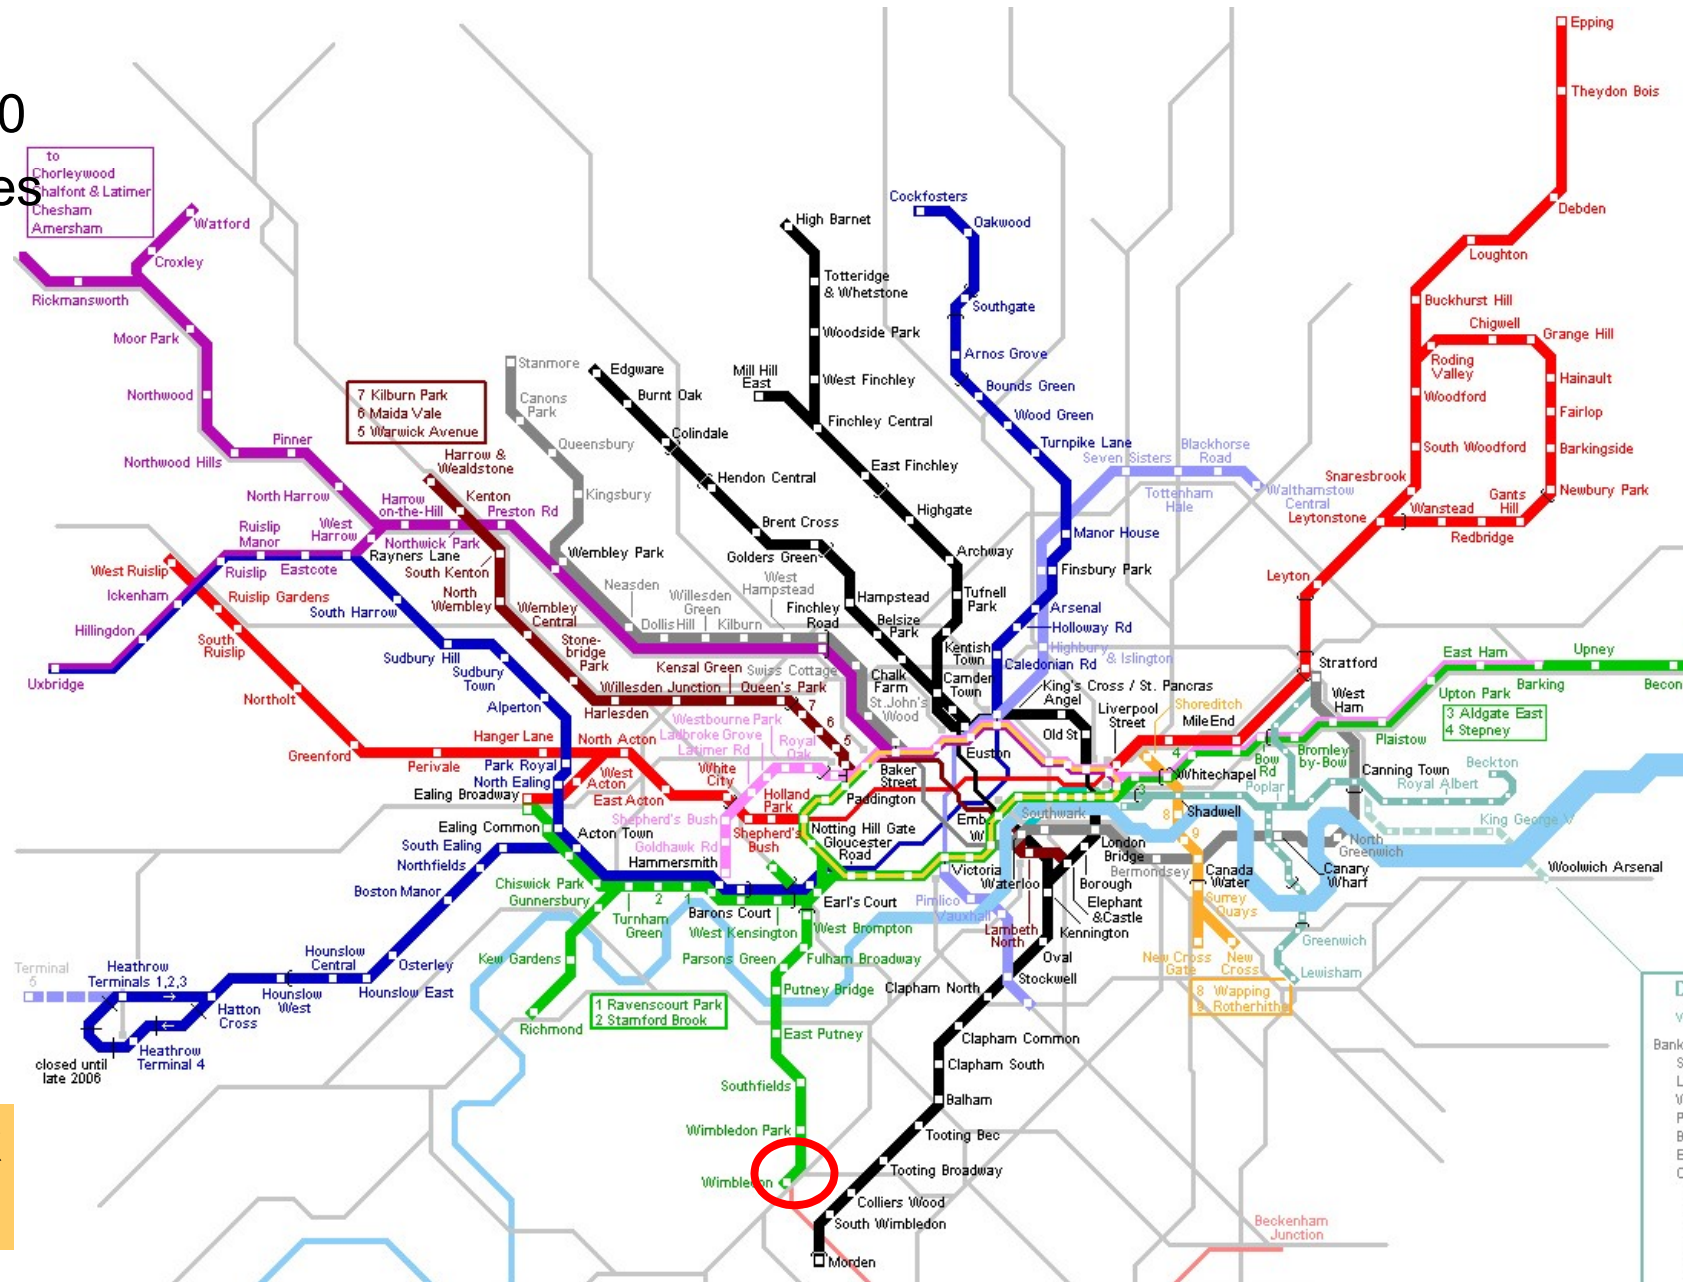 0
es
to
Chorleywood
Chalfont & Latimer
Chesham
Amersham
Watford
Croxley
Rickmansworth
Moor Park
Northwood
Pinner
Northwood Hills
North Harrow
Harrow
on-the-Hill
Ruislip
Manor
West
Harrow
Northwick Park
Preston Rd
Rayners Lane
Eastcote
Ruislip
Ickenham
Hillingdon
Uxbridge
West Ruislip
Ruislip Gardens
South
Ruislip
Northolt
Greenford
Perivale
Hanger Lane
North Acton
West
Acton
East Acton
White
City
Holland
Park
Shepherd's
Bush
South Harrow
Sudbury Hill
Sudbury
Town
Alperton
Park Royal
North Ealing
Ealing Broadway
Ealing Common
South Ealing
Northfields
Boston Manor
Acton Town
Hammersmith
Chiswick Park
Gunnersbury
Kew Gardens
Richmond
Turnham
Green
2
1
1 Ravenscourt Park
2 Stamford Brook
Barons Court
West Kensington
Earl's Court
West Brompton
Parsons Green
Fulham Broadway
Putney Bridge
East Putney
Southfields
Wimbledon Park
Wimbledon
Hounslow
Central
Osterley
Hounslow East
Hounslow
West
Hatton
Cross
Heathrow
Terminals 1,2,3
Terminal
5
Heathrow
Terminal 4
closed until
late 2006
7 Kilburn Park
6 Maida Vale
5 Warwick Avenue
Harrow &
Wealdstone
Kenton
South Kenton
North
Wembley
Wembley
Central
Stone-
bridge
Park
Harlesden
Willesden Junction
Kensal Green
Queen's Park
7
6
5
Stanmore
Canons
Park
Queensbury
Kingsbury
Wembley Park
Neasden
Dollis Hill
Willesden
Green
Kilburn
West
Hampstead
Finchley
Road
Swiss Cottage
St.John's
Wood
Westbourne Park
Ladbroke Grove
Latimer Rd
Royal
Oak
Shepherd's Bush
Goldhawk Rd
Edgware
Burnt Oak
Colindale
Hendon Central
Brent Cross
Golders Green
Hampstead
Belsize
Park
Chalk
Farm
Camden
Town
High Barnet
Totteridge
& Whetstone
Woodside Park
West Finchley
Mill Hill
East
Finchley Central
East Finchley
Highgate
Archway
Tufnell
Park
Kentish
Town
Cockfosters
Oakwood
Southgate
Arnos Grove
Bounds Green
Wood Green
Turnpike Lane
Manor House
Finsbury Park
Arsenal
Holloway Rd
Caledonian Rd
Seven Sisters
Blackhorse
Road
Tottenham
Hale
Walthamstow
Central
Highbury
& Islington
King's Cross / St. Pancras
Angel
Old St
Euston
Liverpool
Street
Shoreditch
Mile End
Baker
Street
Paddington
Notting Hill Gate
Gloucester
Road
Victoria
Pimlico
Vauxhall
Waterloo
Southwark
Lambeth
North
London
Bridge
Bermondsey
Borough
Elephant
&Castle
Kennington
Oval
Stockwell
Clapham North
Clapham Common
Clapham South
Balham
Tooting Bec
Tooting Broadway
Colliers Wood
South Wimbledon
Morden
4
3
Whitechapel
Shadwell
8
9
Canada
Water
Surrey
Quays
New Cross
Gate
New
Cross
8 Wapping
9 Rotherhithe
Bow
Rd
Bromley-
by-Bow
Poplar
Canary
Wharf
North
Greenwich
Canning Town
Royal Albert
Beckton
King George V
Woolwich Arsenal
Greenwich
Lewisham
West
Ham
Plaistow
Upton Park
East Ham
Barking
Upney
Becon
3 Aldgate East
4 Stepney
Stratford
Leyton
Leytonstone
Snaresbrook
South Woodford
Woodford
Buckhurst Hill
Loughton
Debden
Theydon Bois
Epping
Roding
Valley
Chigwell
Grange Hill
Hainault
Fairlop
Barkingside
Newbury Park
Gants
Hill
Redbridge
Wanstead
Beckenham
Junction
Bank